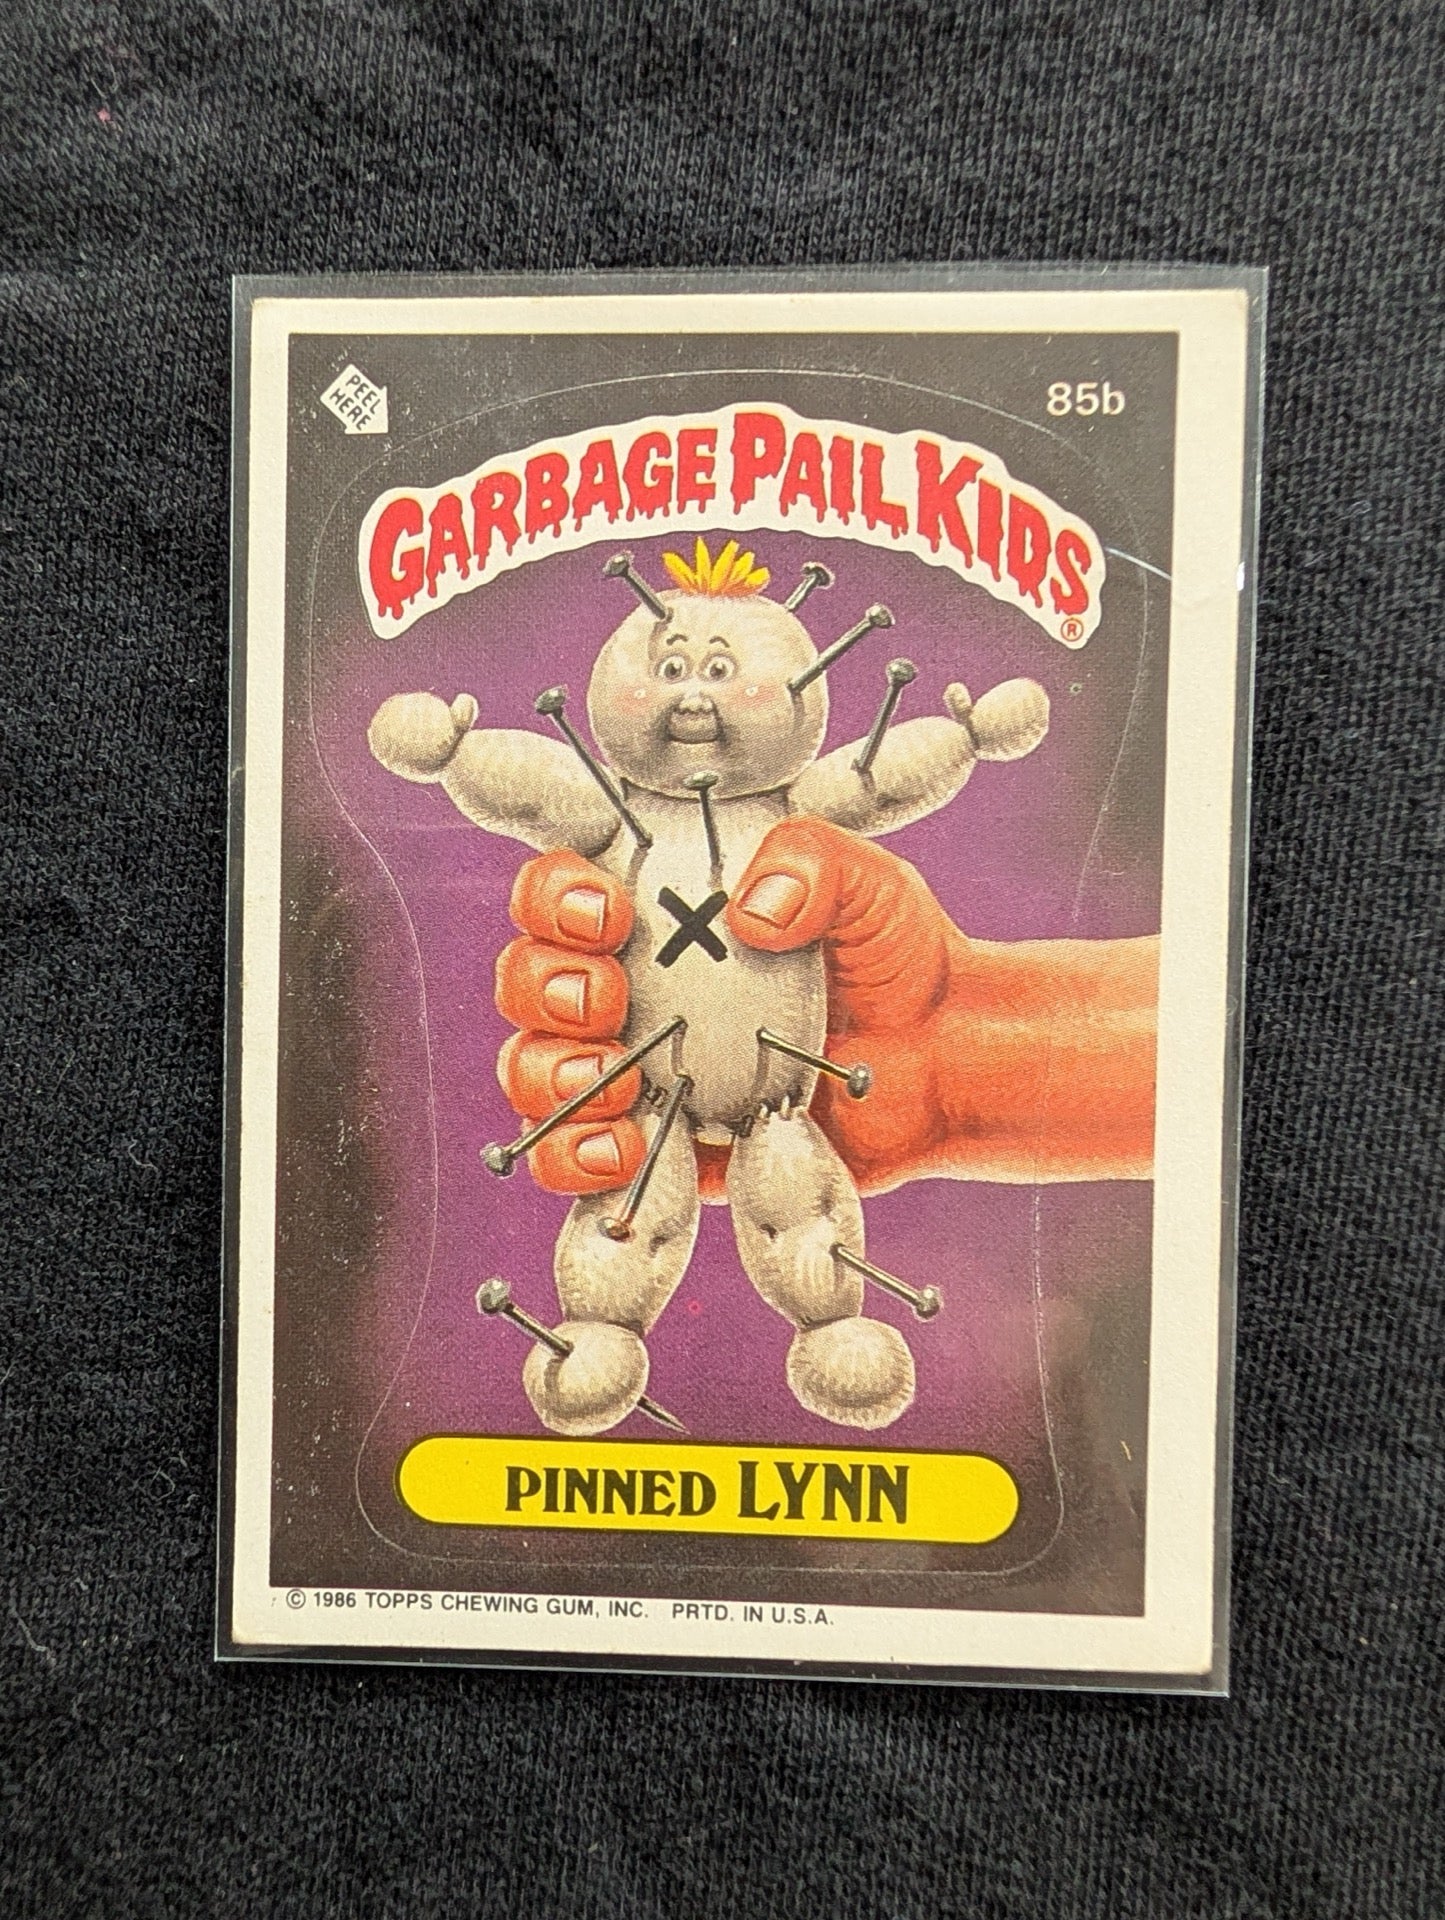 PEEL
HERE
85b
GARBAGE PAIL KIDS
®
X
PINNED LYNN
© 1986 TOPPS CHEWING GUM, INC. PRTD. IN U.S.A.